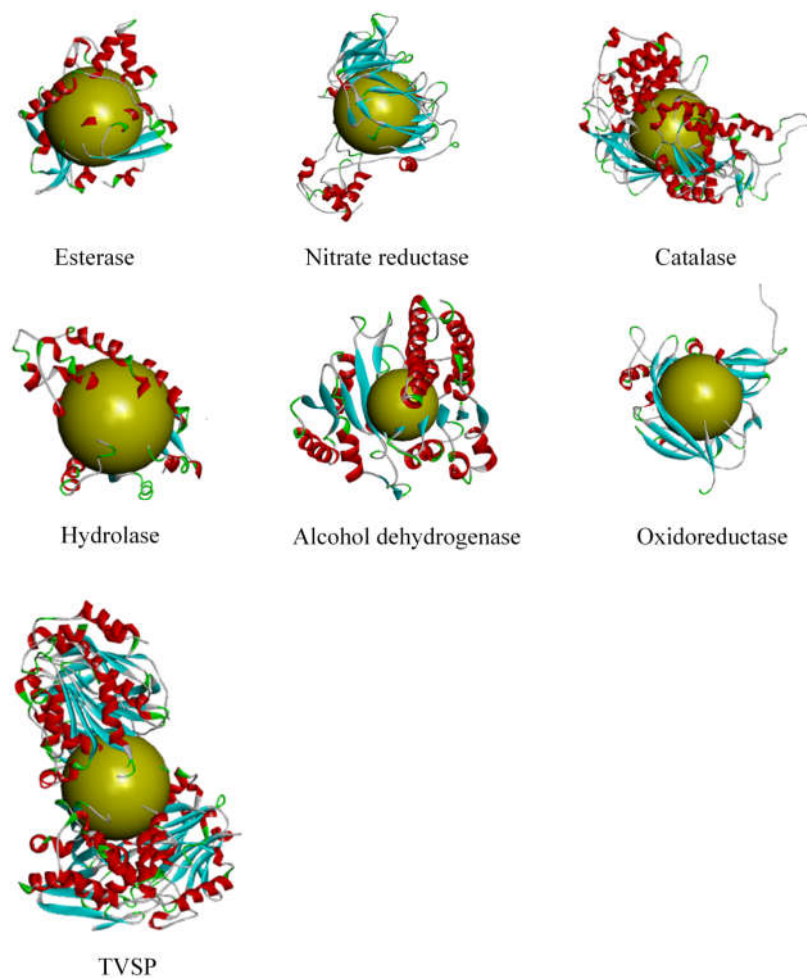 Esterase
Nitrate reductase
Catalase
Hydrolase
Alcohol dehydrogenase
Oxidoreductase
TVSP